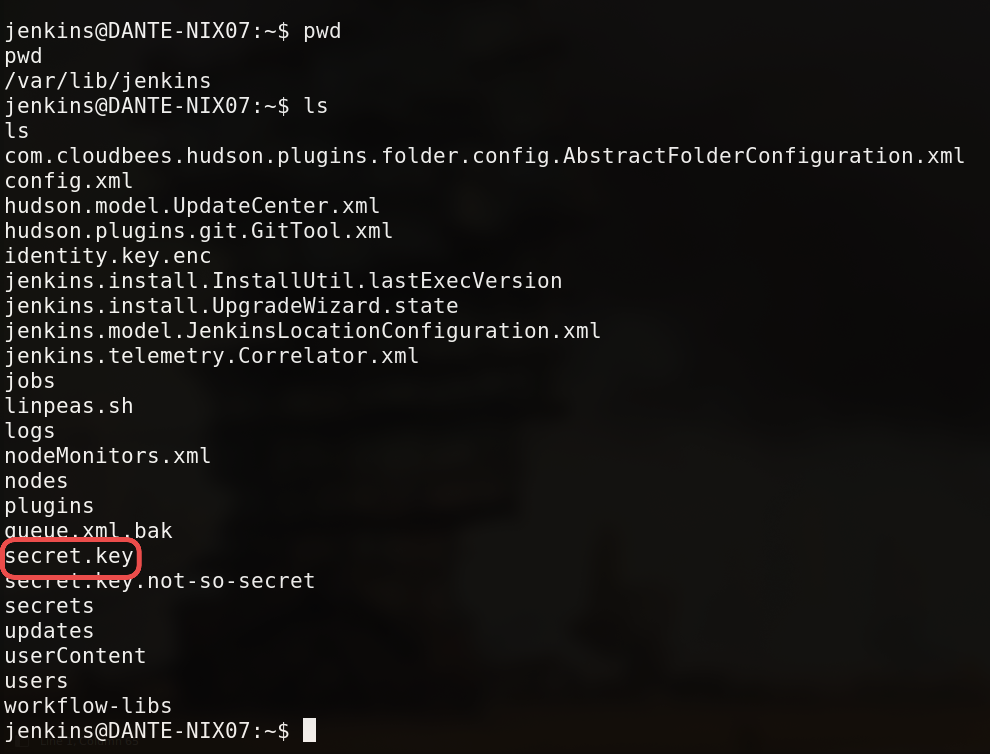 jenkins@DANTE-NIX07:~$ pwd
pwd
/var/lib/jenkins
jenkins@DANTE-NIX07:~$ ls
ls
com.cloudbees.hudson.plugins.folder.config.AbstractFolderConfiguration.xml
config.xml
hudson.model.UpdateCenter.xml
hudson.plugins.git.GitTool.xml
identity.key.enc
jenkins.install.InstallUtil.lastExecVersion
jenkins.install.UpgradeWizard.state
jenkins.model.JenkinsLocationConfiguration.xml
jenkins.telemetry.Correlator.xml
jobs
linpeas.sh
logs
nodeMonitors.xml
nodes
plugins
queue.xml.bak
secret.key
secret.key.not-so-secret
secrets
updates
userContent
users
workflow-libs
jenkins@DANTE-NIX07:~$